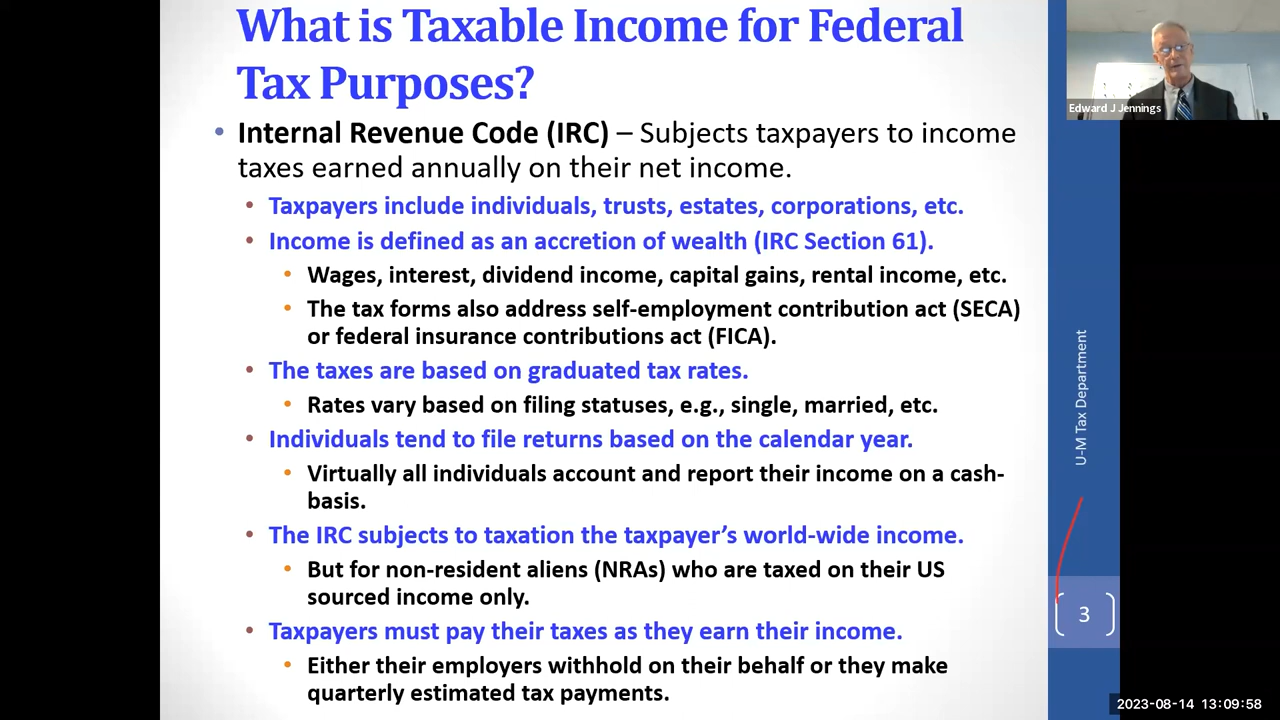 What is Taxable Income for Federal
Tax Purposes?
• Internal Revenue Code (IRC) – Subjects taxpayers to income
taxes earned annually on their net income.
• Taxpayers include individuals, trusts, estates, corporations, etc.
• Income is defined as an accretion of wealth (IRC Section 61).
• Wages, interest, dividend income, capital gains, rental income, etc.
• The tax forms also address self-employment contribution act (SECA)
or federal insurance contributions act (FICA).
• The taxes are based on graduated tax rates.
• Rates vary based on filing statuses, e.g., single, married, etc.
• Individuals tend to file returns based on the calendar year.
• Virtually all individuals account and report their income on a cash-
basis.
• The IRC subjects to taxation the taxpayer’s world-wide income.
• But for non-resident aliens (NRAs) who are taxed on their US
sourced income only.
• Taxpayers must pay their taxes as they earn their income.
• Either their employers withhold on their behalf or they make
quarterly estimated tax payments.
Edward J Jennings
U-M Tax Department
3
2023-08-14 13:09:58